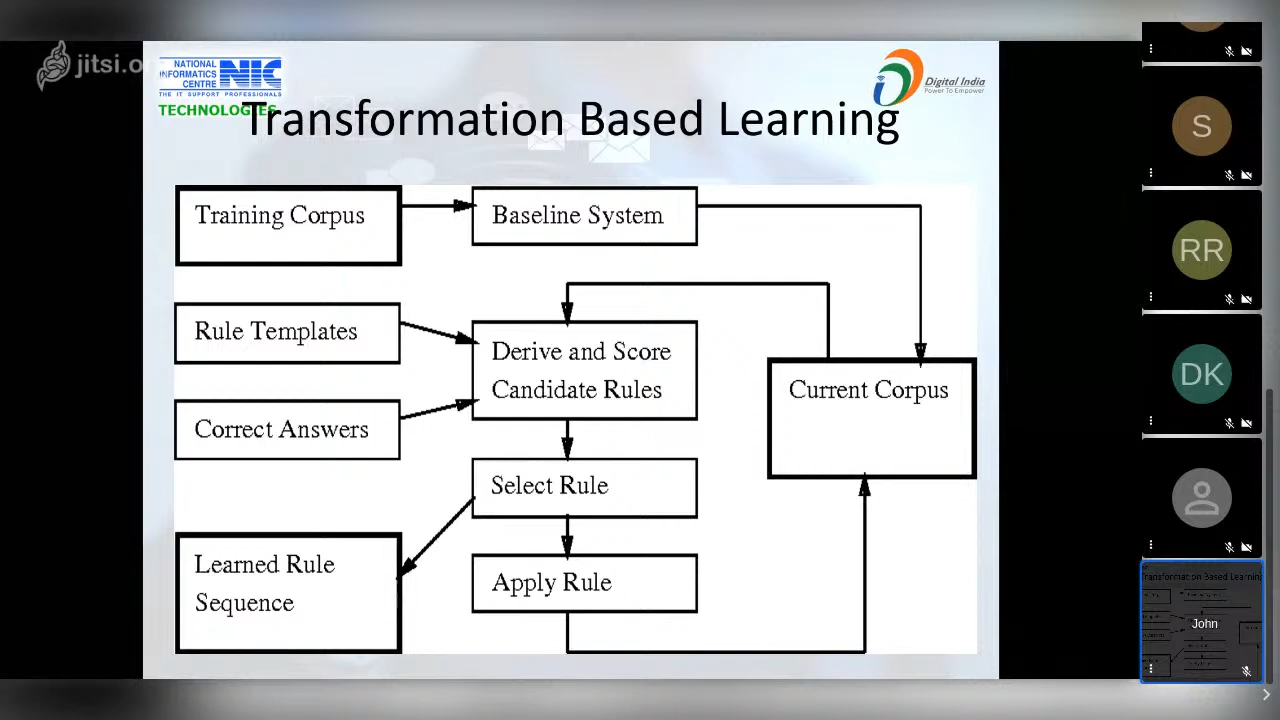 jitsi.o
NATIONAL
INFORMATICS
CENTRE
NIC
THE IT SUPPORT PROFESSIONALS
TECHNOLOGIES
Digital India
Power To Empower
Transformation Based Learning
Training Corpus
Baseline System
Rule Templates
Derive and Score
Candidate Rules
Current Corpus
Correct Answers
Select Rule
Learned Rule
Sequence
Apply Rule
S
RR
DK
Transformation Based Learning
John